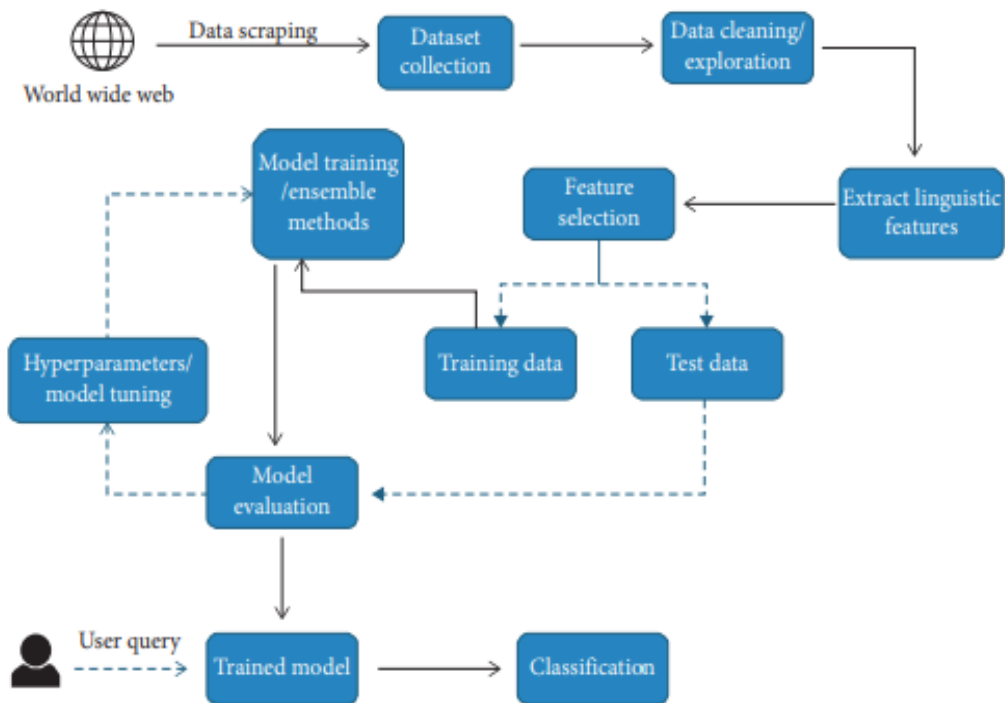 Data scraping
World wide web
Dataset
collection
Data cleaning/
exploration
Model training
/ensemble
methods
Feature
selection
Extract linguistic
features
Hyperparameters/
model tuning
Training data
Test data
Model
evaluation
User query
Trained model
Classification